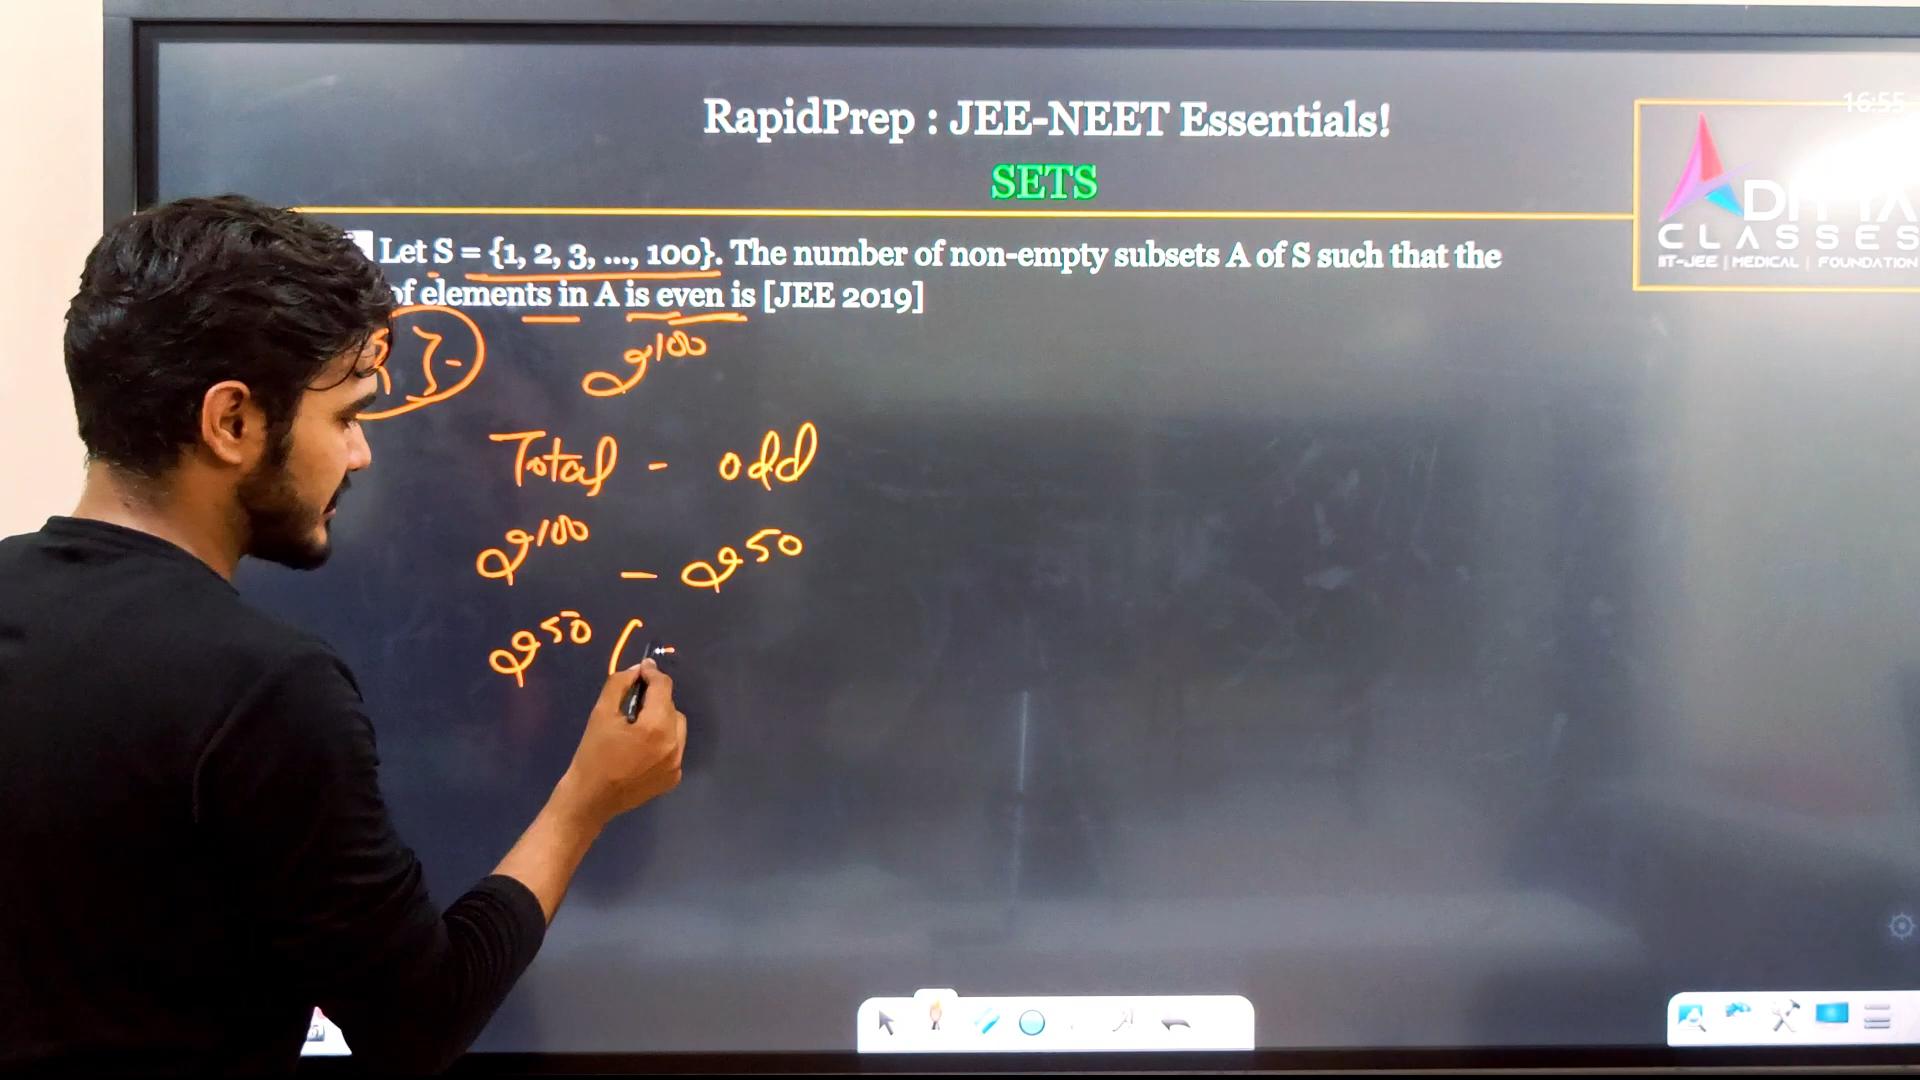 RapidPrep : JEE-NEET Essentials!
16:55
SETS
CLASSES
IIT-JEE | MEDICAL | FOUNDATION
Let S = {1, 2, 3, ..., 100}. The number of non-empty subsets A of S such that the
of elements in A is even is [JEE 2019]
2^100
Total - odd
2^100 - 2^50
2^50 (